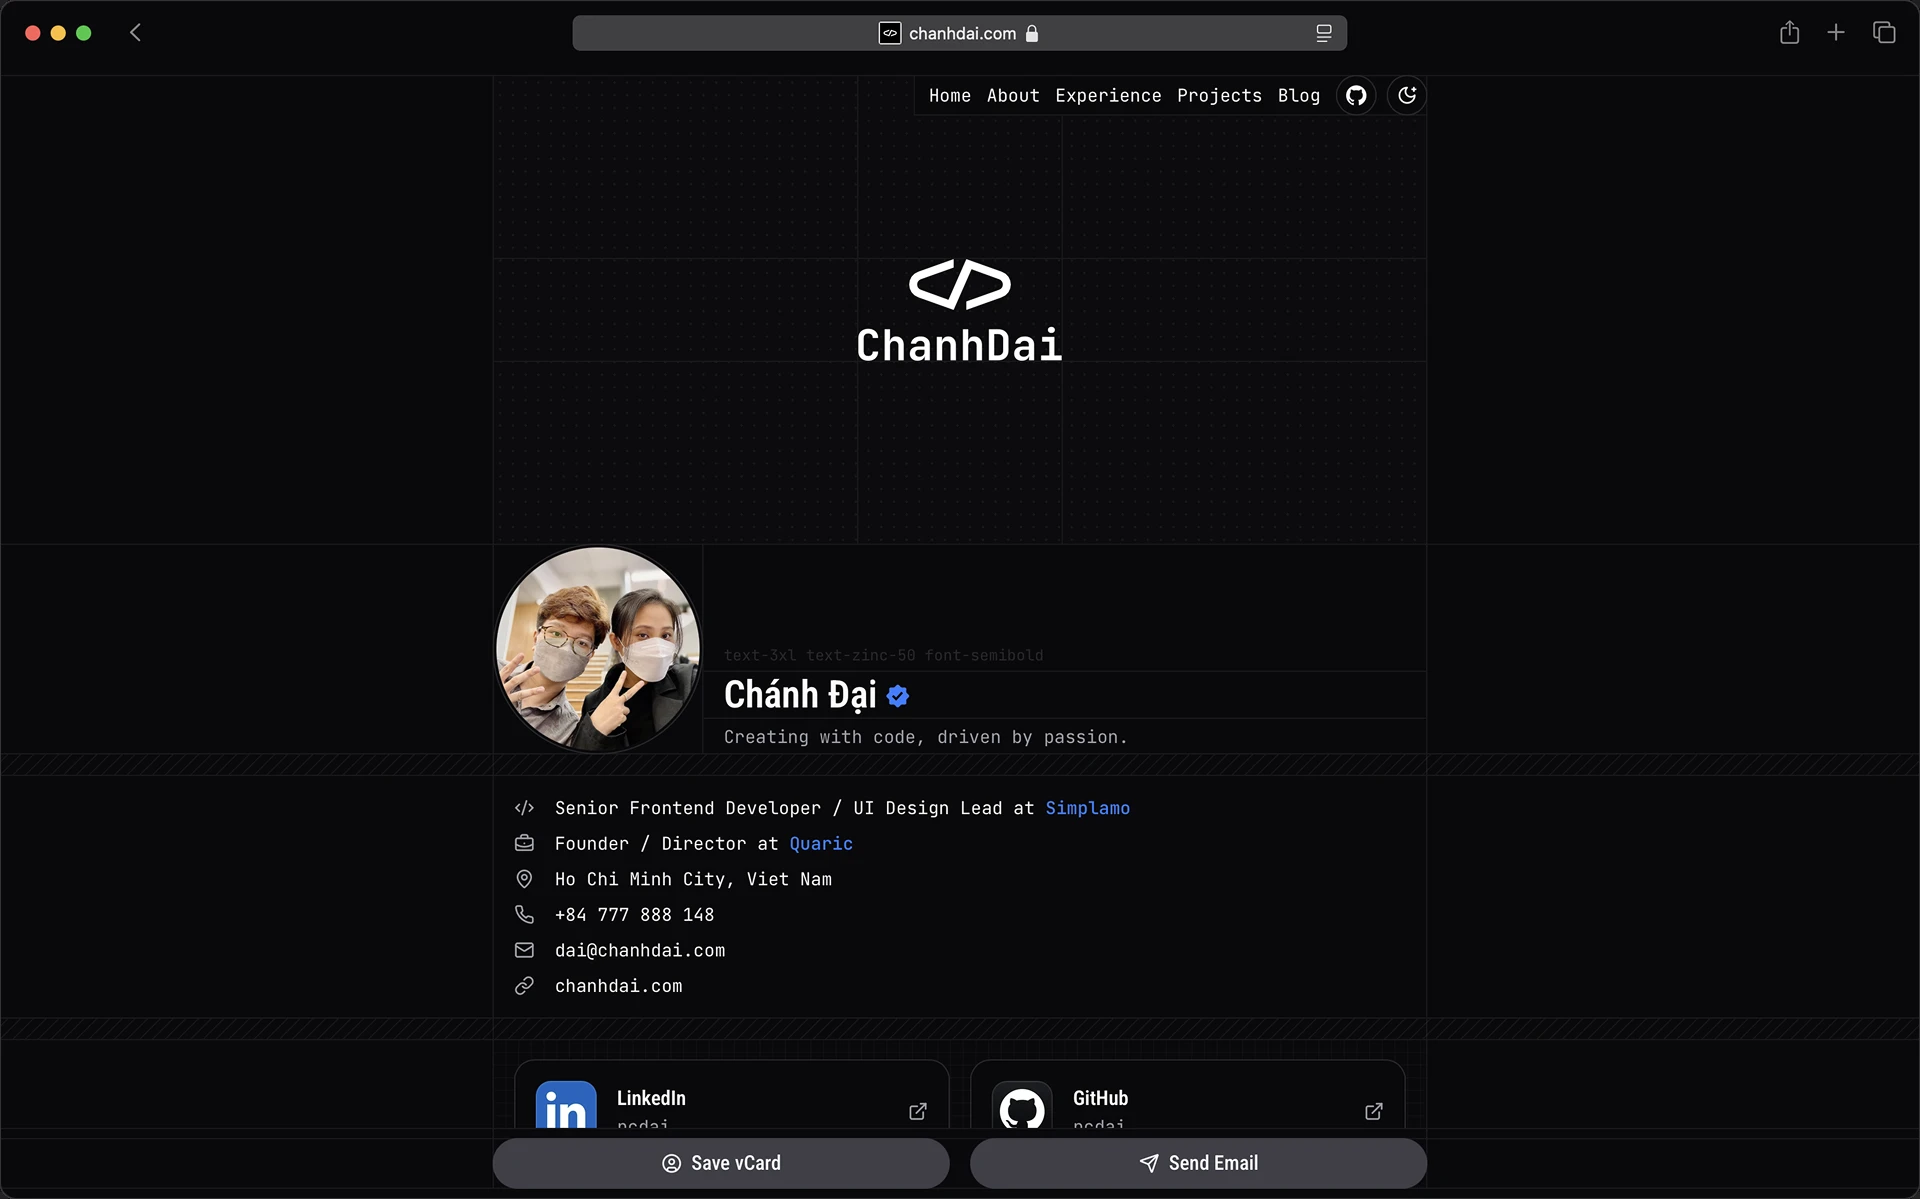 chanhdai.com
Home About Experience Projects Blog
ChanhDai
text-3xl text-zinc-50 font-semibold
Chánh Đại
Creating with code, driven by passion.
Senior Frontend Developer / UI Design Lead at Simplamo
Founder / Director at Quaric
Ho Chi Minh City, Viet Nam
+84 777 888 148
dai@chanhdai.com
chanhdai.com
in
LinkedIn
ncdai
GitHub
ncdai
Save vCard
Send Email